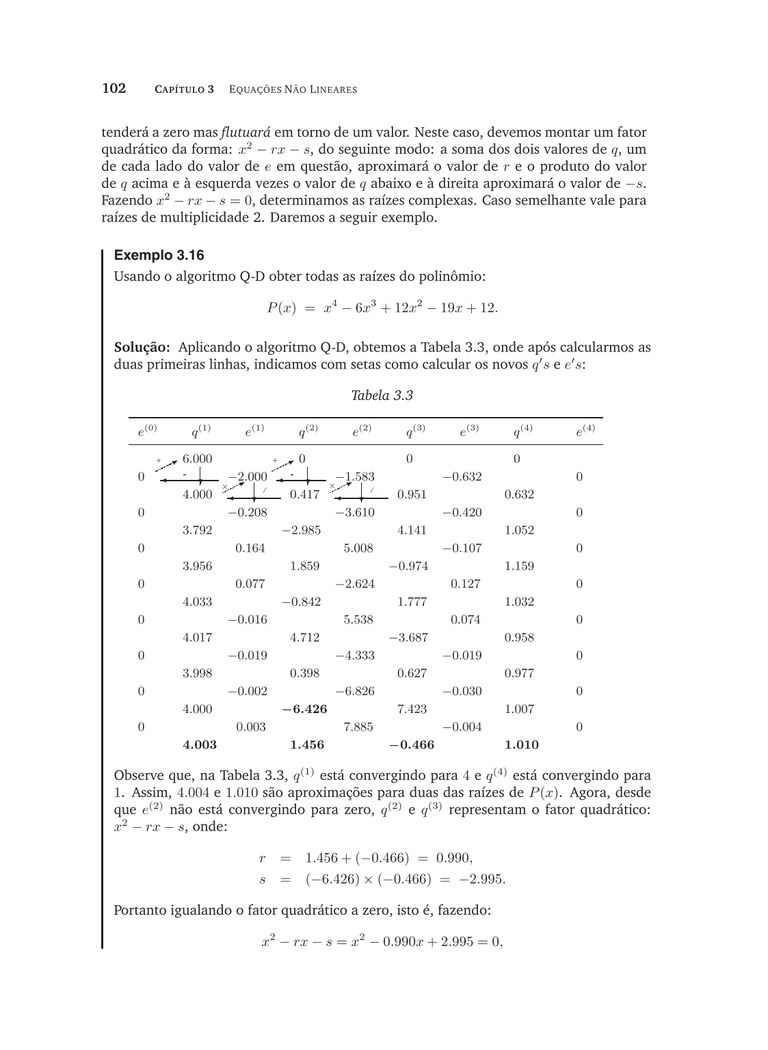 102 CAPÍTULO 3 EQUAÇÕES NÃO LINEARES
tenderá a zero mas flutuará em torno de um valor. Neste caso, devemos montar um fator
quadrático da forma: x² − rx − s, do seguinte modo: a soma dos dois valores de q, um
de cada lado do valor de e em questão, aproximará o valor de r e o produto do valor
de q acima e à esquerda vezes o valor de q abaixo e à direita aproximará o valor de −s.
Fazendo x² − rx − s = 0, determinamos as raízes complexas. Caso semelhante vale para
raízes de multiplicidade 2. Daremos a seguir exemplo.
Exemplo 3.16
Usando o algoritmo Q-D obter todas as raízes do polinômio:
P(x) = x⁴ − 6x³ + 12x² − 19x + 12.
Solução: Aplicando o algoritmo Q-D, obtemos a Tabela 3.3, onde após calcularmos as
duas primeiras linhas, indicamos com setas como calcular os novos q′s e e′s:
Tabela 3.3
e⁽⁰⁾ q⁽¹⁾ e⁽¹⁾ q⁽²⁾ e⁽²⁾ q⁽³⁾ e⁽³⁾ q⁽⁴⁾ e⁽⁴⁾
+ 6.000 + 0 0 0
0 - −2.000 - −1.583 −0.632 0
4.000 × / 0.417 × / 0.951 0.632
0 −0.208 −3.610 −0.420 0
3.792 −2.985 4.141 1.052
0 0.164 5.008 −0.107 0
3.956 1.859 −0.974 1.159
0 0.077 −2.624 0.127 0
4.033 −0.842 1.777 1.032
0 −0.016 5.538 0.074 0
4.017 4.712 −3.687 0.958
0 −0.019 −4.333 −0.019 0
3.998 0.398 0.627 0.977
0 −0.002 −6.826 −0.030 0
4.000 −6.426 7.423 1.007
0 0.003 7.885 −0.004 0
4.003 1.456 −0.466 1.010
Observe que, na Tabela 3.3, q⁽¹⁾ está convergindo para 4 e q⁽⁴⁾ está convergindo para
1. Assim, 4.004 e 1.010 são aproximações para duas das raízes de P(x). Agora, desde
que e⁽²⁾ não está convergindo para zero, q⁽²⁾ e q⁽³⁾ representam o fator quadrático:
x² − rx − s, onde:
r = 1.456 + (−0.466) = 0.990,
s = (−6.426) × (−0.466) = −2.995.
Portanto igualando o fator quadrático a zero, isto é, fazendo:
x² − rx − s = x² − 0.990x + 2.995 = 0,